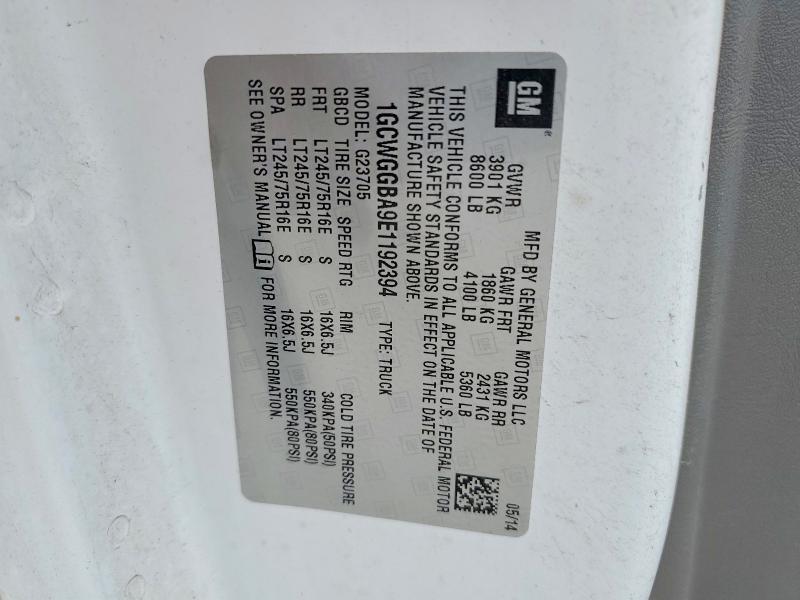 GM
MFD BY GENERAL MOTORS LLC 05/14
GVWR GAWR FRT GAWR RR
3901 KG 1860 KG 2431 KG
8600 LB 4100 LB 5360 LB
THIS VEHICLE CONFORMS TO ALL APPLICABLE U.S. FEDERAL MOTOR
VEHICLE SAFETY STANDARDS IN EFFECT ON THE DATE OF
MANUFACTURE SHOWN ABOVE.
1GCWGGBA9E1192394 TYPE: TRUCK
MODEL: G23705
GBCD TIRE SIZE SPEED RTG RIM COLD TIRE PRESSURE
FRT LT245/75R16E S 16X6.5J 340KPA(50PSI)
RR LT245/75R16E S 16X6.5J 550KPA(80PSI)
SPA LT245/75R16E S 16X6.5J 550KPA(80PSI)
SEE OWNER'S MANUAL FOR MORE INFORMATION.